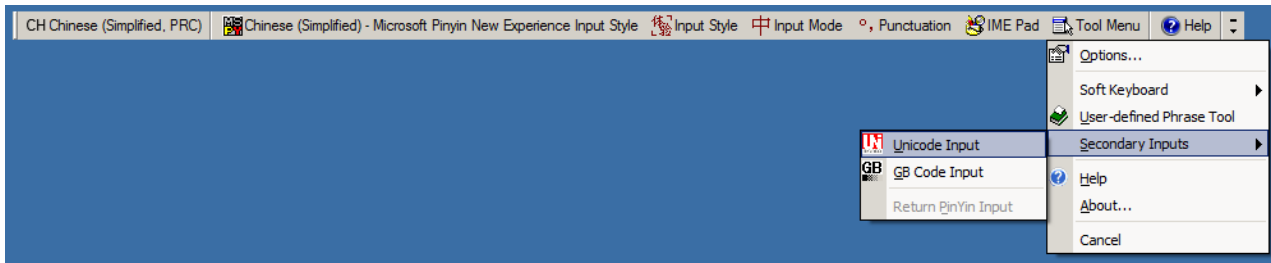 CH Chinese (Simplified, PRC) Chinese (Simplified) - Microsoft Pinyin New Experience Input Style Input Style 中 Input Mode °, Punctuation IME Pad Tool Menu Help
Options...
Soft Keyboard
User-defined Phrase Tool
Secondary Inputs
Help
About...
Cancel
Unicode Input
GB GB Code Input
Return PinYin Input